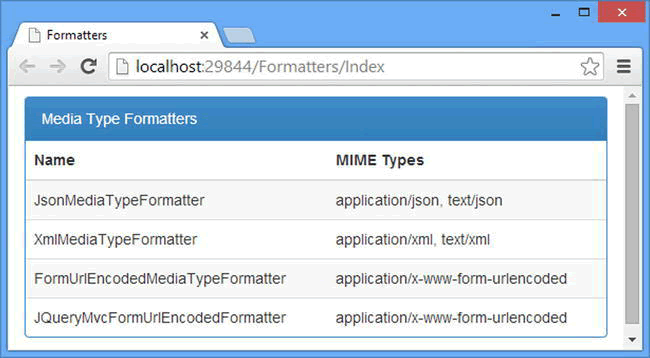 Formatters
localhost:29844/Formatters/Index
Media Type Formatters
Name MIME Types
JsonMediaTypeFormatter application/json, text/json
XmlMediaTypeFormatter application/xml, text/xml
FormUrlEncodedMediaTypeFormatter application/x-www-form-urlencoded
JQueryMvcFormUrlEncodedFormatter application/x-www-form-urlencoded